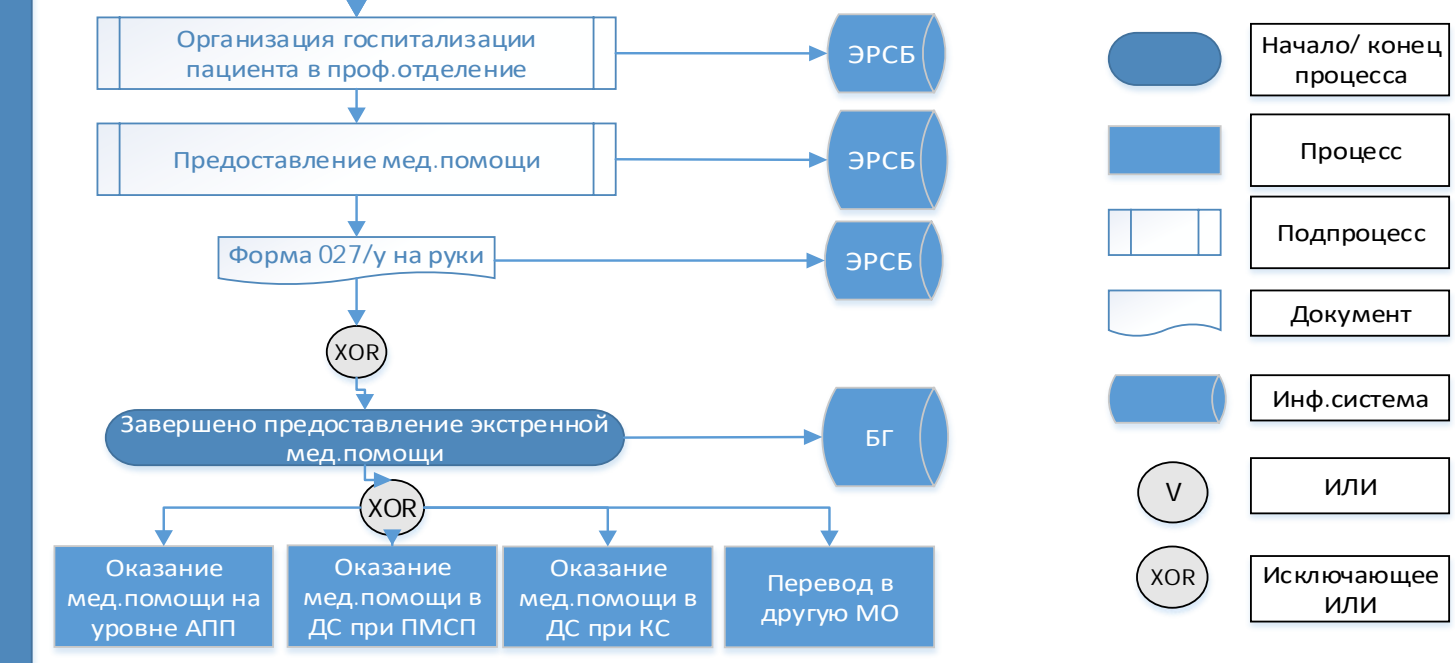 Организация госпитализации
пациента в проф.отделение
ЭРСБ
Предоставление мед.помощи
ЭРСБ
Форма 027/у на руки
ЭРСБ
XOR
Завершено предоставление экстренной
мед.помощи
БГ
XOR
Оказание
мед.помощи на
уровне АПП
Оказание
мед.помощи в
ДС при ПМСП
Оказание
мед.помощи в
ДС при КС
Перевод в
другую МО
Начало/ конец
процесса
Процесс
Подпроцесс
Документ
Инф.система
V
ИЛИ
XOR
Исключающее
ИЛИ